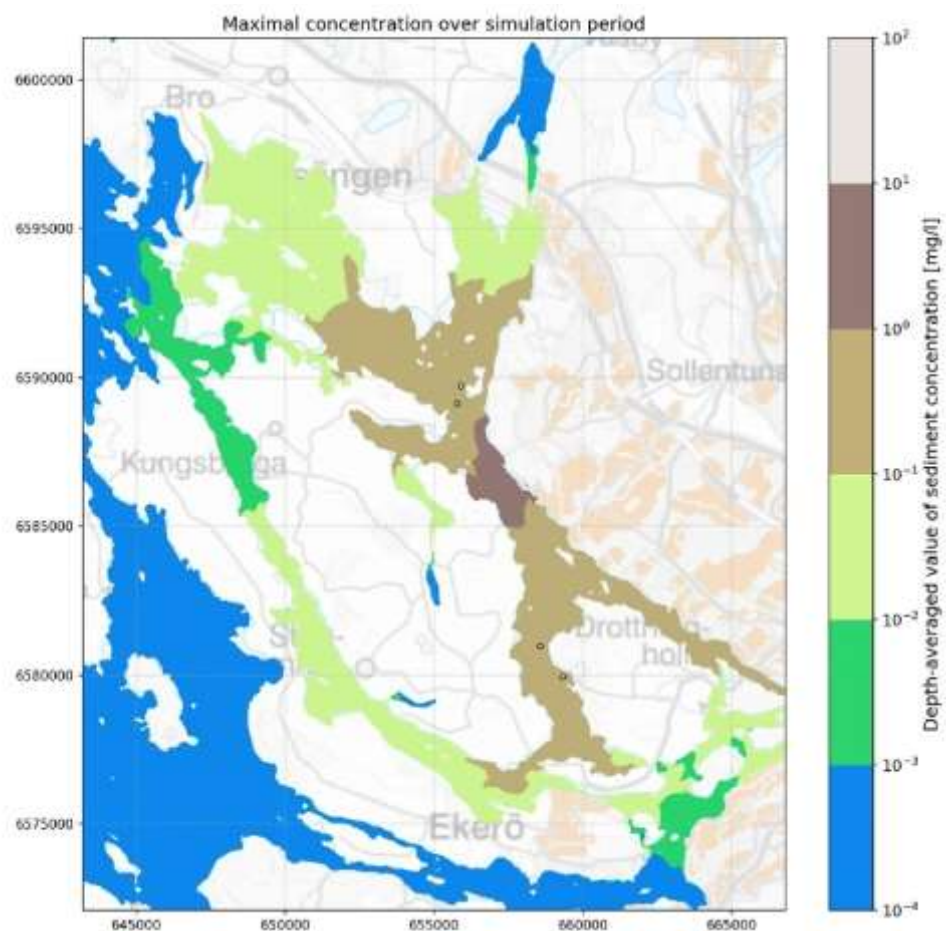 Maximal concentration over simulation period
10²
6600000
Bro
10¹
6595000
Depth-averaged value of sediment concentration [mg/l]
10⁰
Sollentuna
6590000
10⁻¹
6585000
10⁻²
6580000
10⁻³
6575000
Ekerö
10⁻⁴
645000 650000 655000 660000 665000